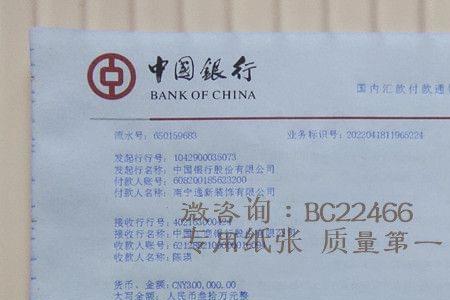 中国银行
BANK OF CHINA
国内汇款付款通
流水号：650159683 业务标识号：2022041811965224
发起行行号：1042900035073
发起行名称：中国银行股份有限公司
付款人账号：608200185623200
付款人名称：南宁逸新装饰有限公司
薇咨询：BC22466
接收行行号：
接收行名称：
专用纸张 质量第一
收款人账号：
收款人名称：陈瑛
货币、金额：CNY300,000.00
大写金额：人民币叁拾万元整